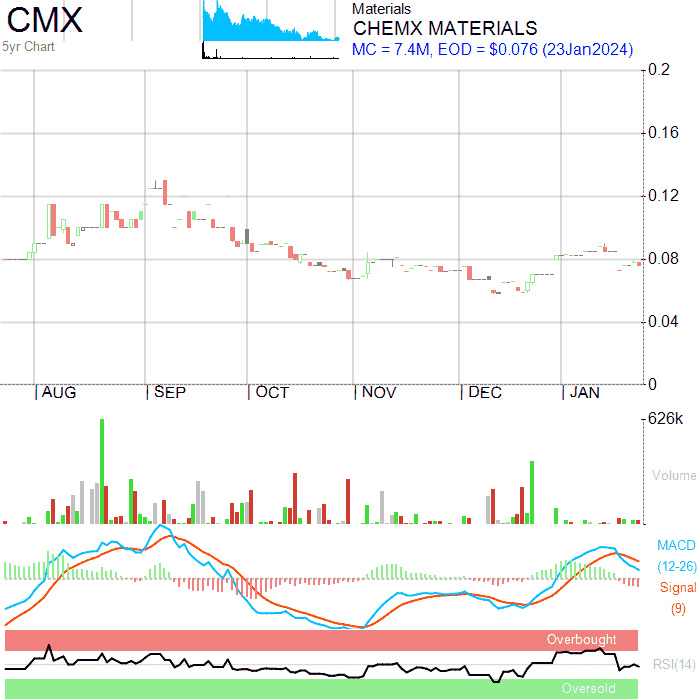 CMX
5yr Chart
Materials
CHEMX MATERIALS
MC = 7.4M, EOD = $0.076 (23Jan2024)
0.2
0.16
0.12
0.08
0.04
0
AUG SEP OCT NOV DEC JAN
626k
Volume
MACD
(12-26)
Signal
(9)
Overbought
RSI(14)
Oversold